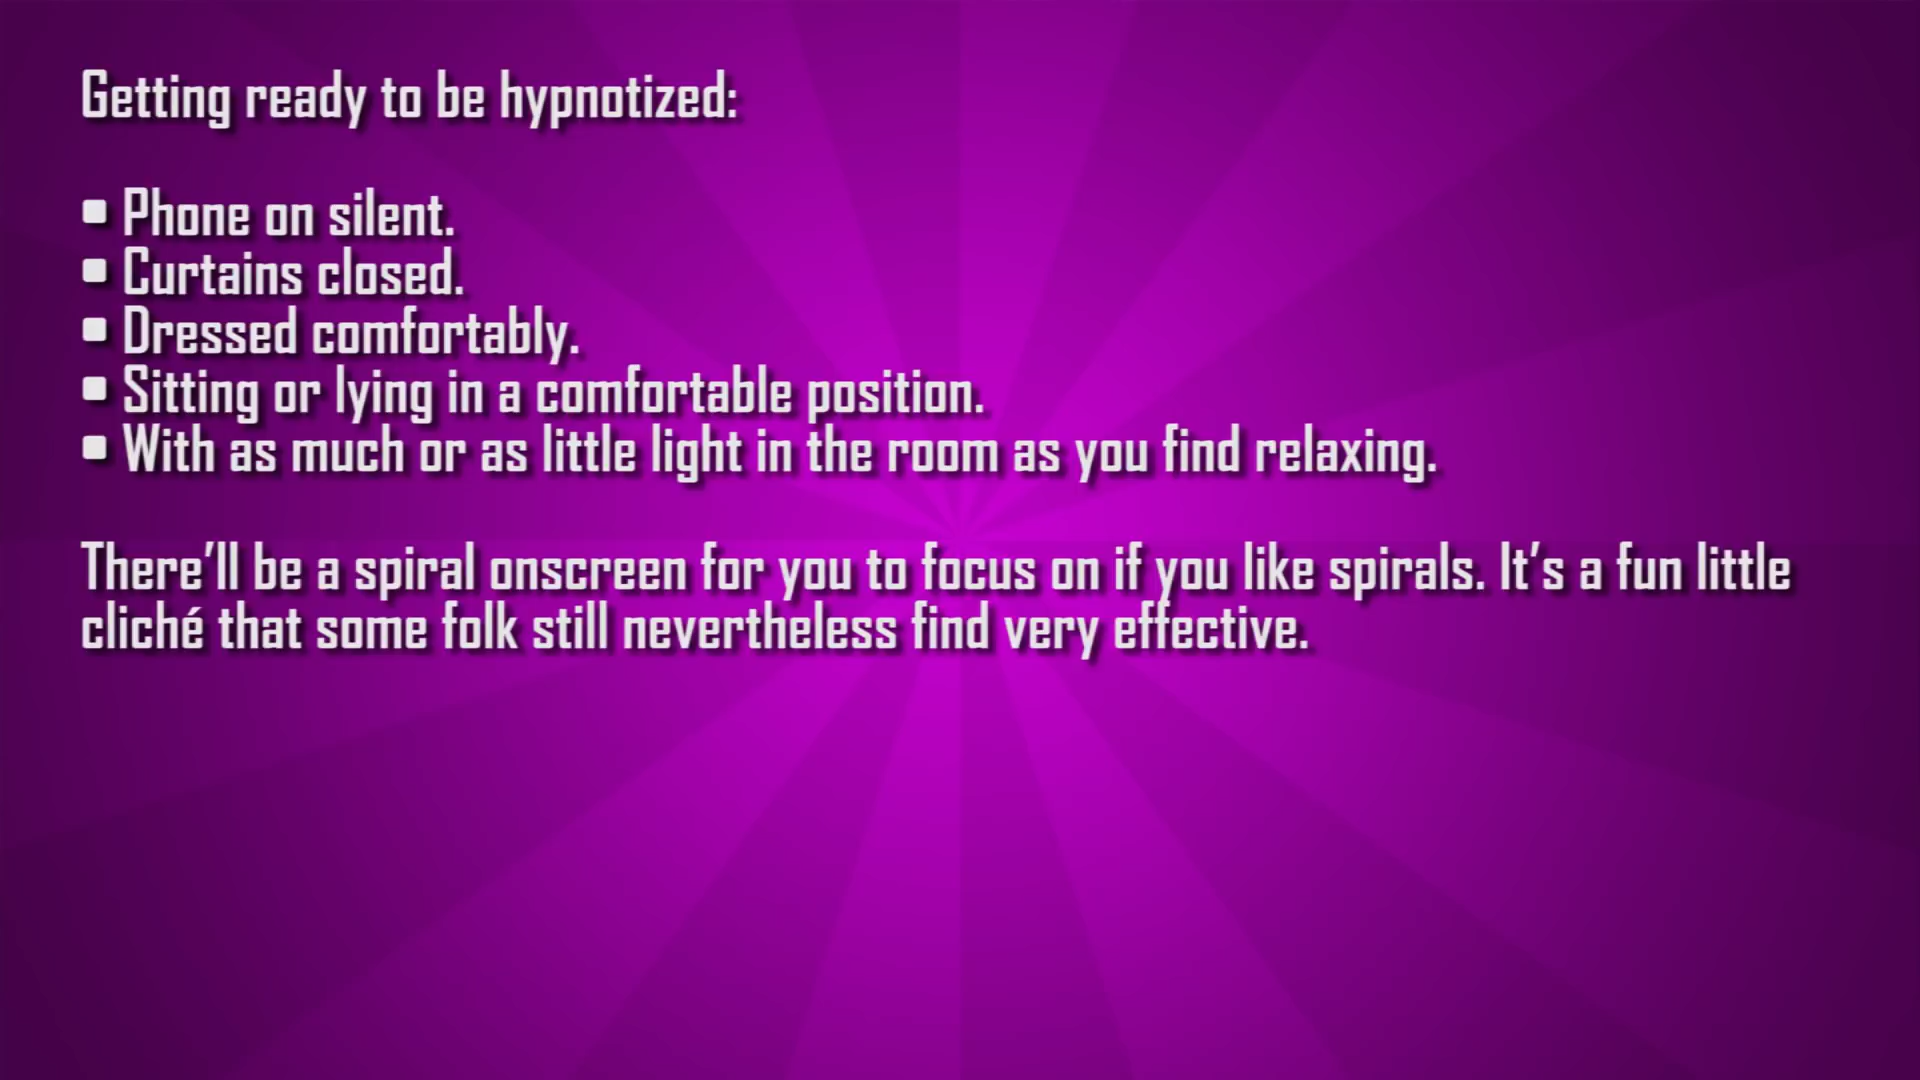 Getting ready to be hypnotized:
▪ Phone on silent.
▪ Curtains closed.
▪ Dressed comfortably.
▪ Sitting or lying in a comfortable position.
▪ With as much or as little light in the room as you find relaxing.
There’ll be a spiral onscreen for you to focus on if you like spirals. It’s a fun little
cliché that some folk still nevertheless find very effective.